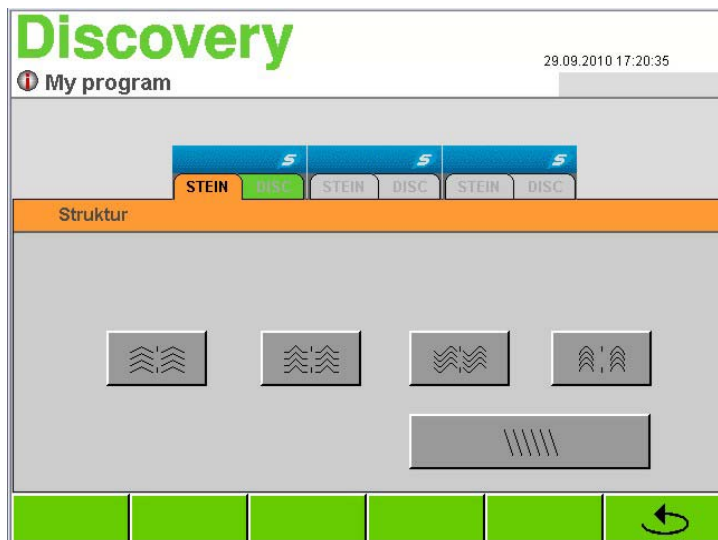 Discovery
29.09.2010 17:20:35
My program
S S S
STEIN DISC STEIN DISC STEIN DISC
Struktur